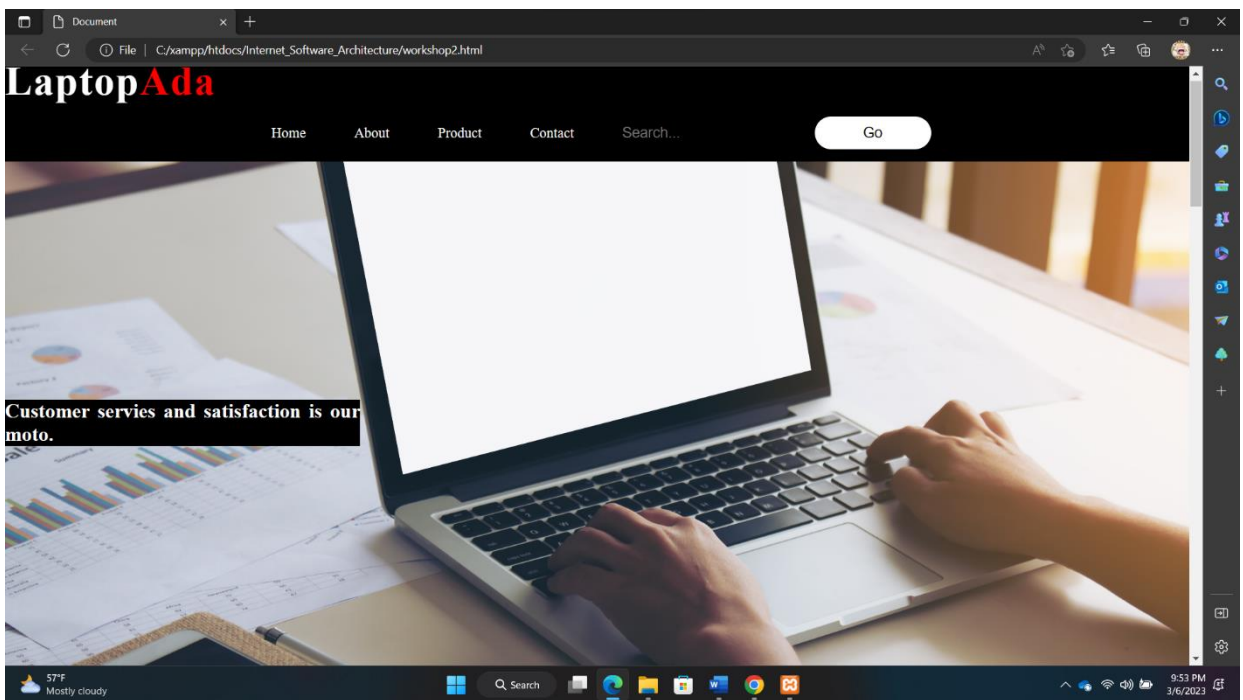 Document
File | C:/xampp/htdocs/Internet_Software_Architecture/workshop2.html
LaptopAda
Home About Product Contact Search... Go
Customer servies and satisfaction is our
moto.
Summary
57°F
Mostly cloudy
Search
9:53 PM
3/6/2023